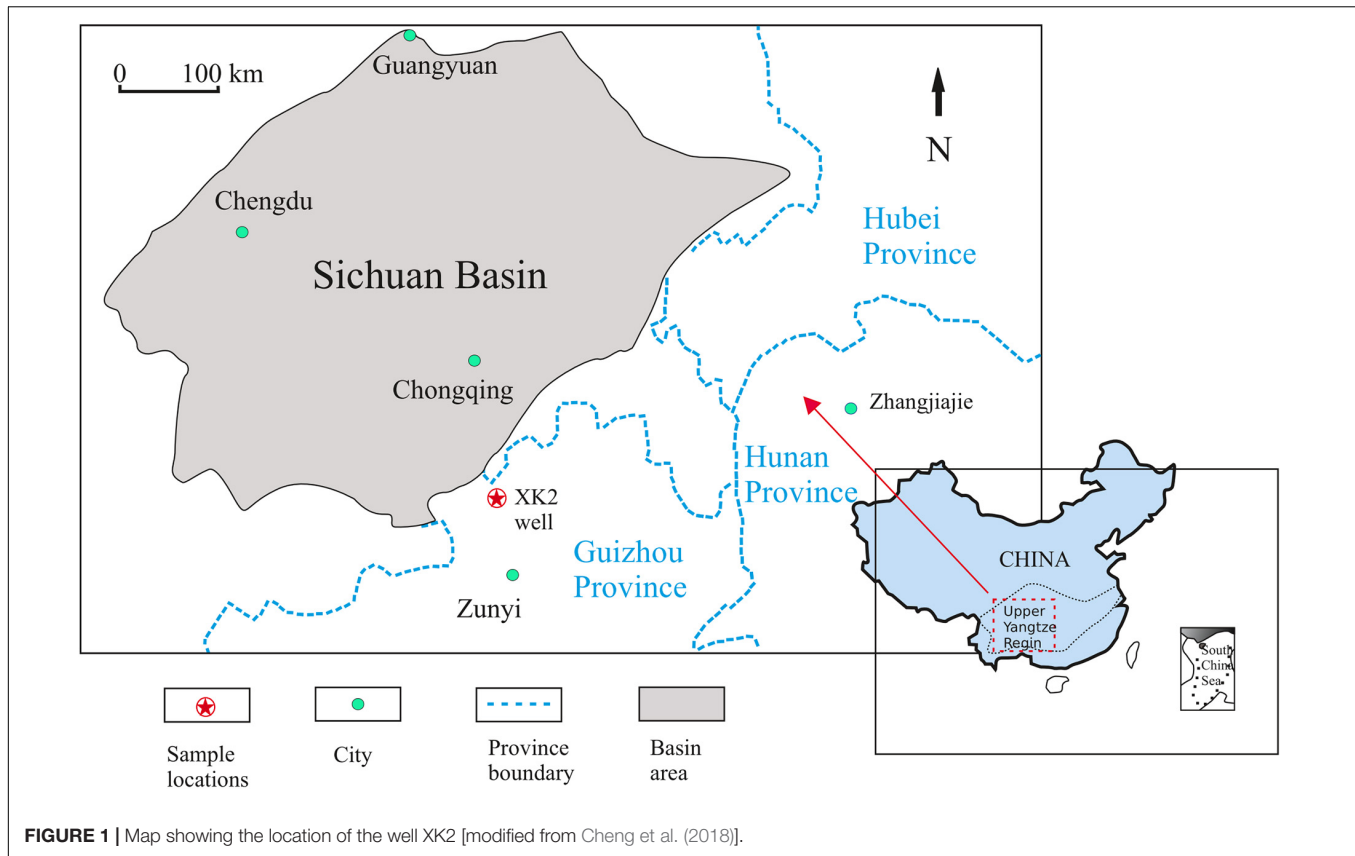 Guangyuan
0 100 km
N
Chengdu
Hubei
Province
Sichuan Basin
Chongqing
Zhangjiajie
Hunan
Province
XK2
well
Guizhou
Province
Zunyi
CHINA
Upper
Yangtze
Regin
South
China
Sea
Sample
locations
City
Province
boundary
Basin
area
FIGURE 1 | Map showing the location of the well XK2 [modified from Cheng et al. (2018)].